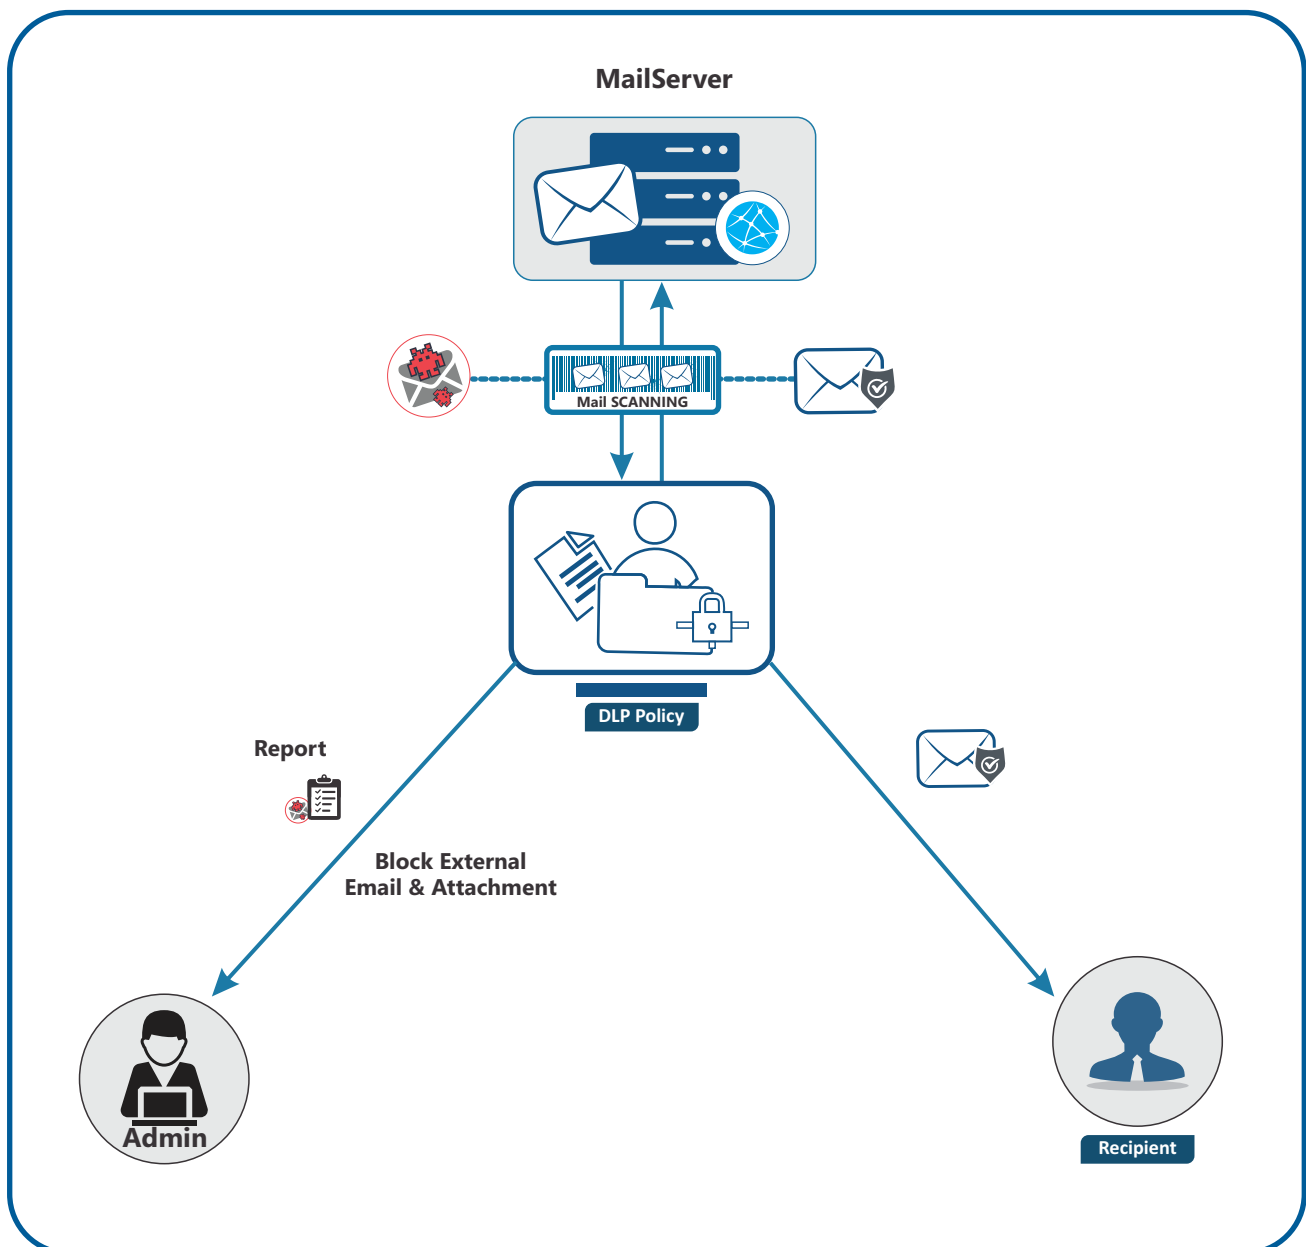 MailServer
Mail SCANNING
DLP Policy
Report
Block External
Email & Attachment
Admin
Recipient